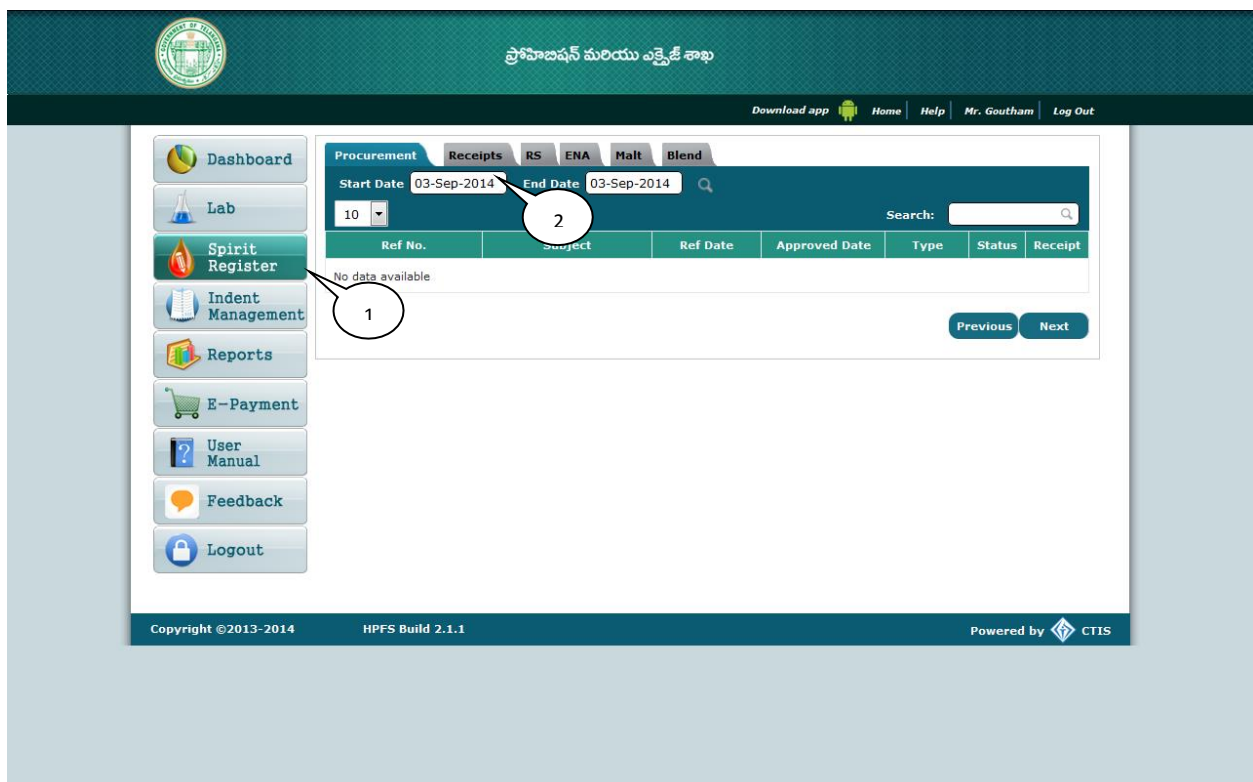 ప్రోహిబిషన్ మరియు ఎక్సైజ్ శాఖ
Download app Home Help Mr. Goutham Log Out
Dashboard
Lab
Spirit
Register
Indent
Management
Reports
E-Payment
User
Manual
Feedback
Logout
Procurement Receipts RS ENA Malt Blend
Start Date 03-Sep-2014 End Date 03-Sep-2014
10 Search:
Ref No. Subject Ref Date Approved Date Type Status Receipt
No data available
1
2
Previous Next
Copyright ©2013-2014 HPFS Build 2.1.1 Powered by CTIS